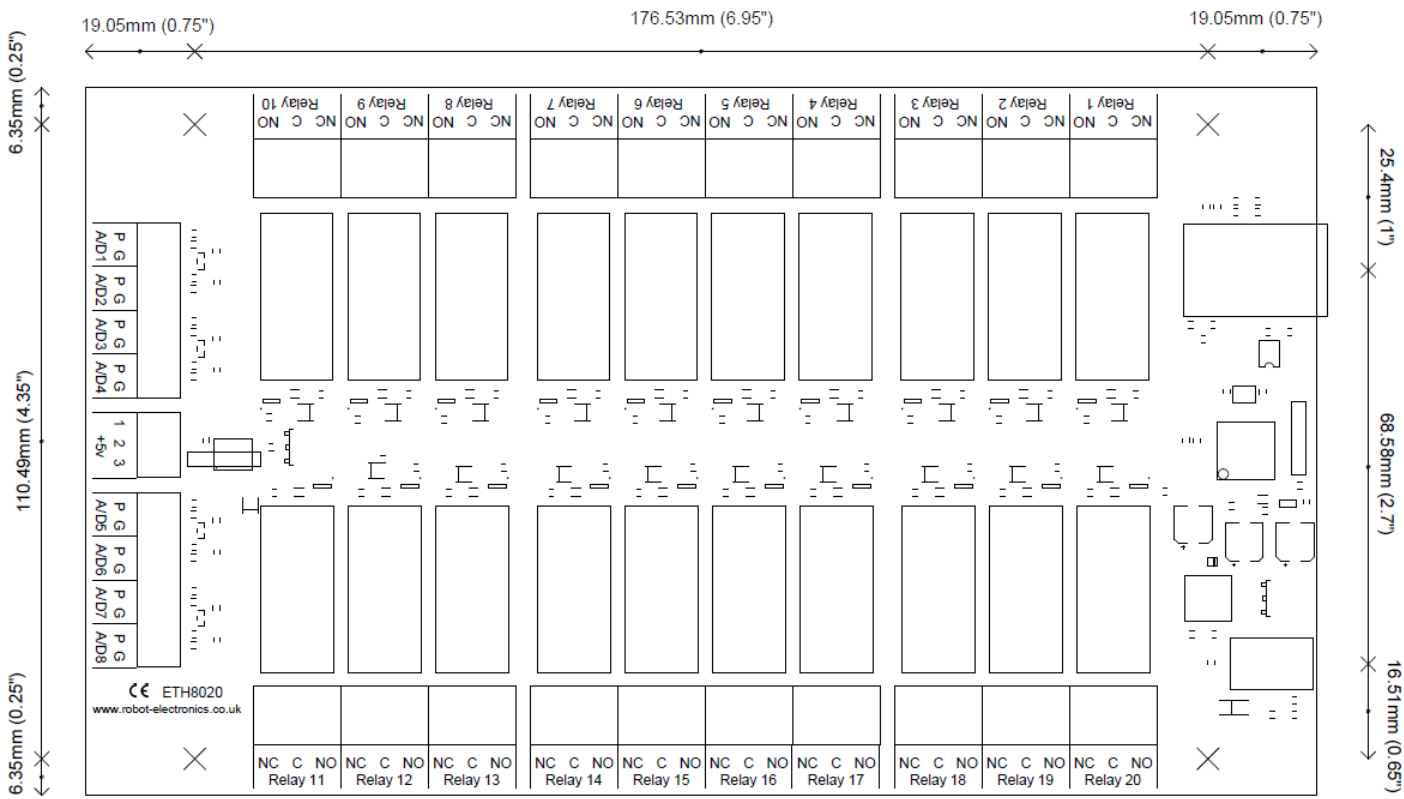 19.05mm (0.75")
176.53mm (6.95")
19.05mm (0.75")
6.35mm (0.25")
110.49mm (4.35")
6.35mm (0.25")
25.4mm (1")
68.58mm (2.7")
16.51mm (0.65")
Relay 10
NO C NC
Relay 9
NO C NC
Relay 8
NO C NC
Relay 7
NO C NC
Relay 6
NO C NC
Relay 5
NO C NC
Relay 4
NO C NC
Relay 3
NO C NC
Relay 2
NO C NC
Relay 1
NO C NC
P G
A/D1
P G
A/D2
P G
A/D3
P G
A/D4
1 2 3
+5v
P G
A/D5
P G
A/D6
P G
A/D7
P G
A/D8
CE ETH8020
www.robot-electronics.co.uk
NC C NO
Relay 11
NC C NO
Relay 12
NC C NO
Relay 13
NC C NO
Relay 14
NC C NO
Relay 15
NC C NO
Relay 16
NC C NO
Relay 17
NC C NO
Relay 18
NC C NO
Relay 19
NC C NO
Relay 20